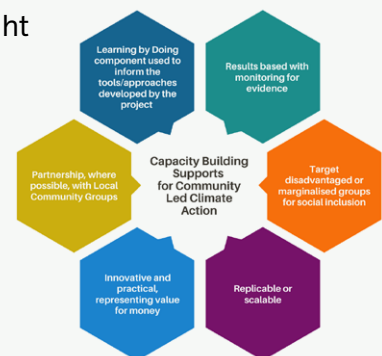 ht
Learning by Doing
component used to
inform the
tools/approaches
developed by the
project
Results based with
monitoring for
evidence
Partnership, where
possible, with Local
Community Groups
Capacity Building
Supports
for Community
Led Climate
Action
Target
disadvantaged or
marginalised groups
for social inclusion
Innovative and
practical,
representing value
for money
Replicable or
scalable